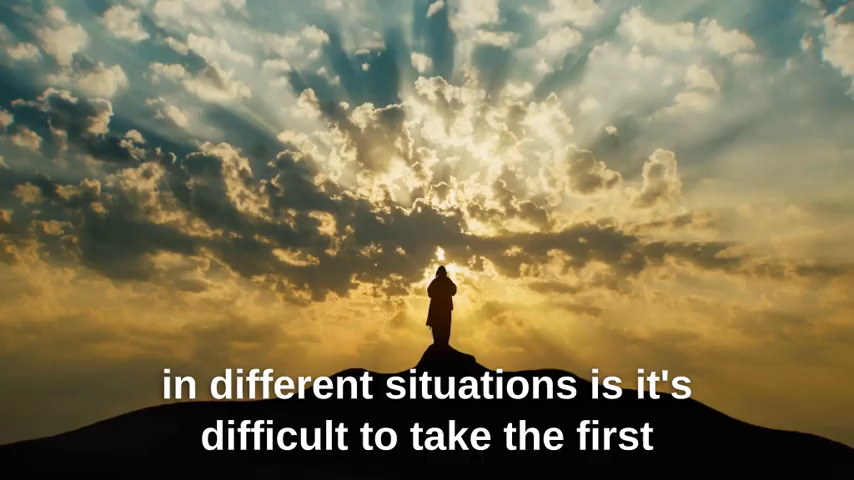 in different situations is it's
difficult to take the first